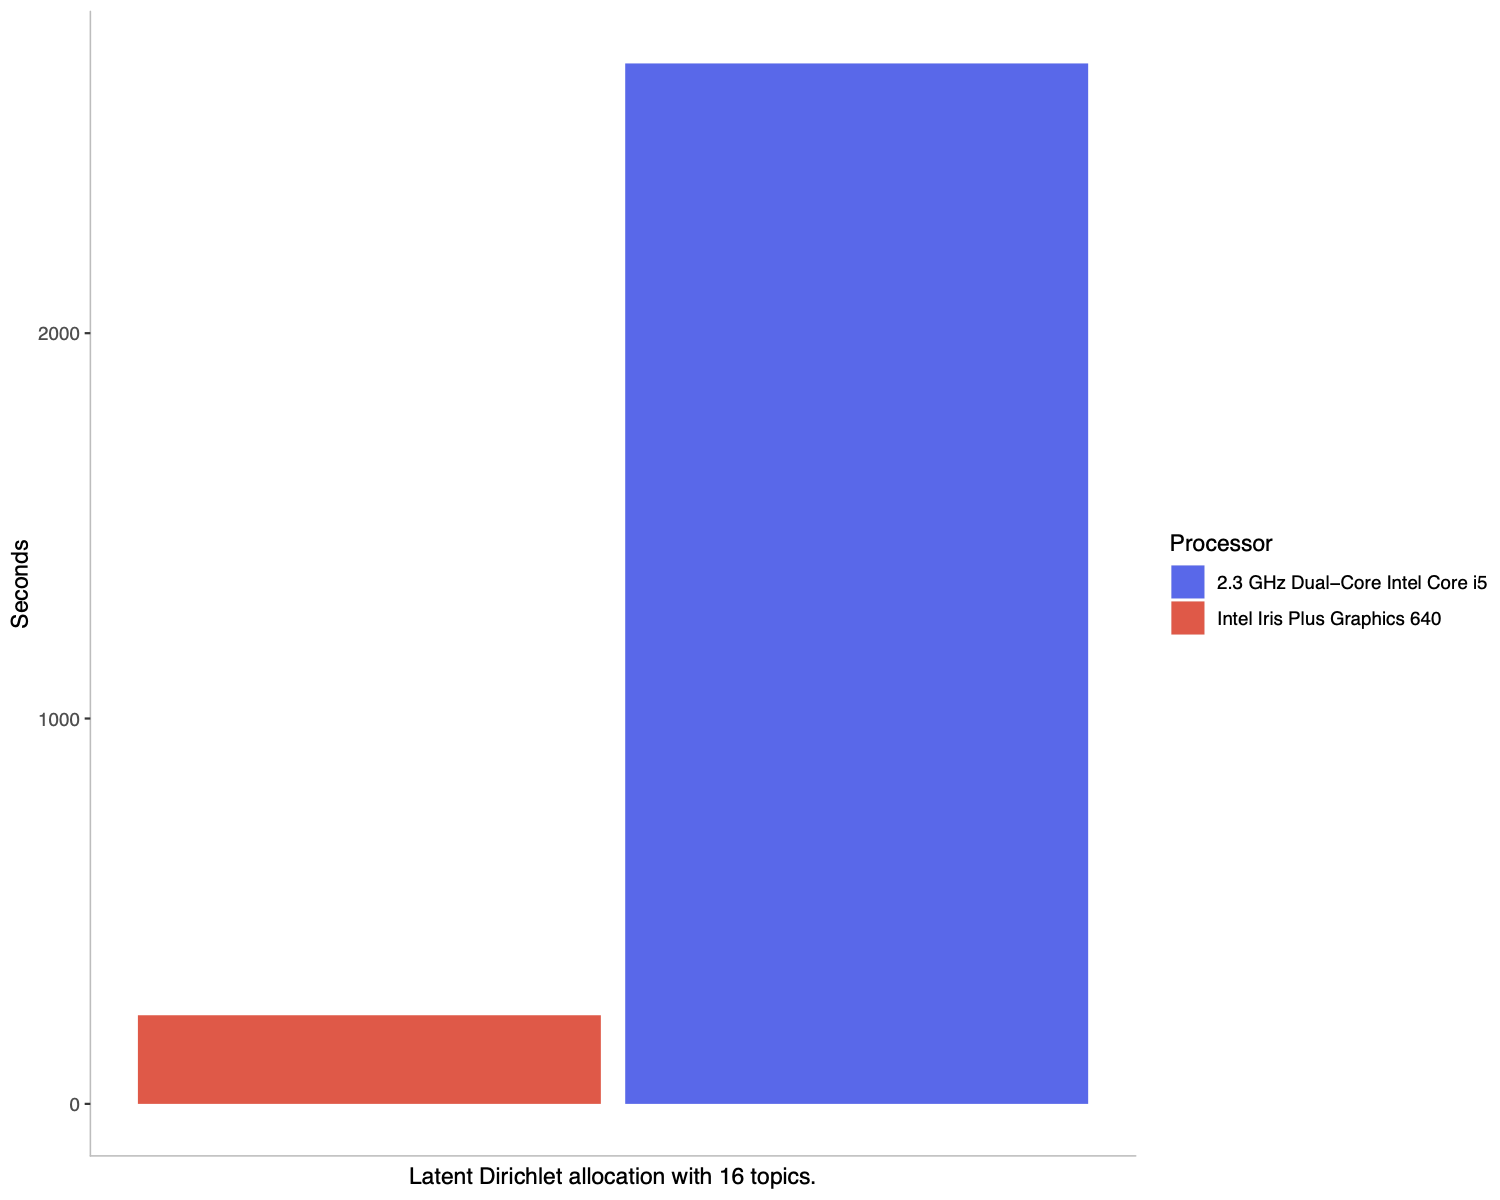 2000
1000
0
Seconds
Latent Dirichlet allocation with 16 topics.
Processor
2.3 GHz Dual−Core Intel Core i5
Intel Iris Plus Graphics 640